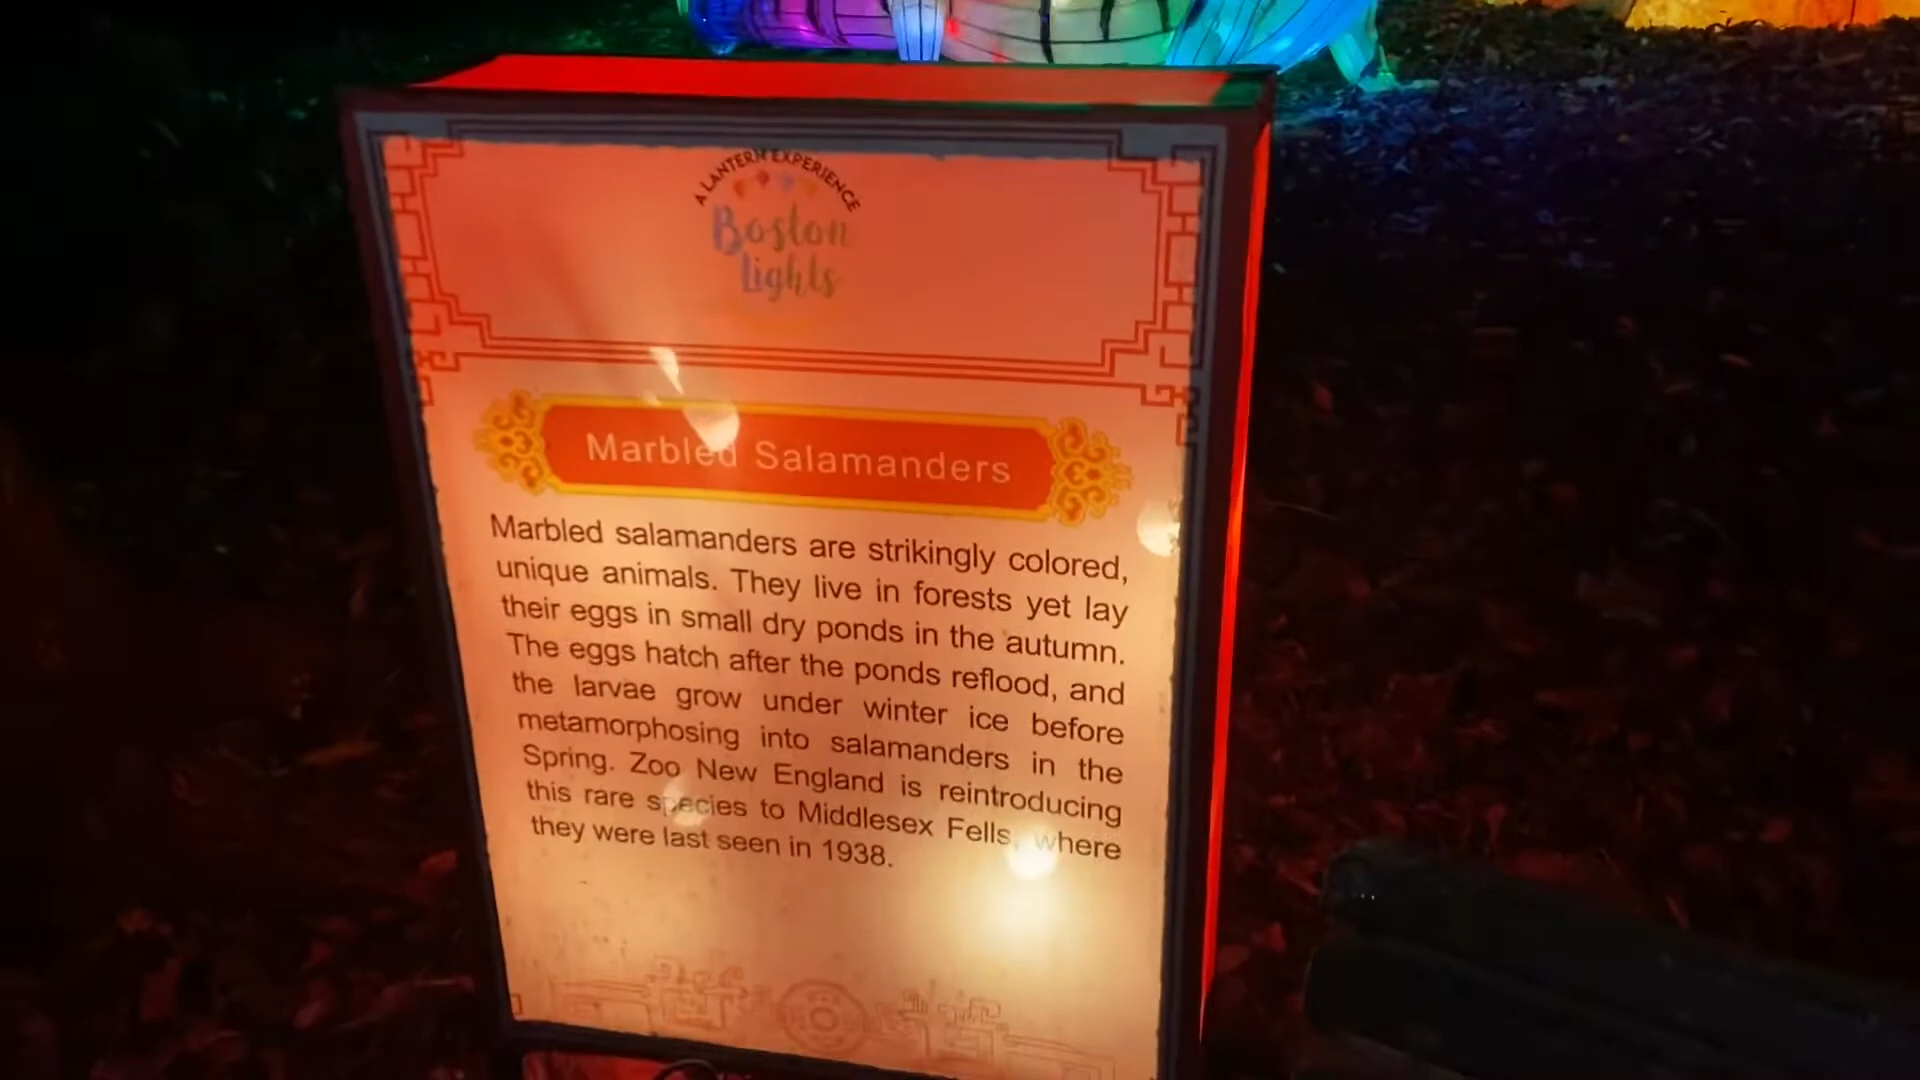 A LANTERN EXPERIENCE
Boston
Lights
Marbled Salamanders
Marbled salamanders are strikingly colored,
unique animals. They live in forests yet lay
their eggs in small dry ponds in the autumn.
The eggs hatch after the ponds reflood, and
the larvae grow under winter ice before
metamorphosing into salamanders in the
Spring. Zoo New England is reintroducing
this rare species to Middlesex Fells, where
they were last seen in 1938.